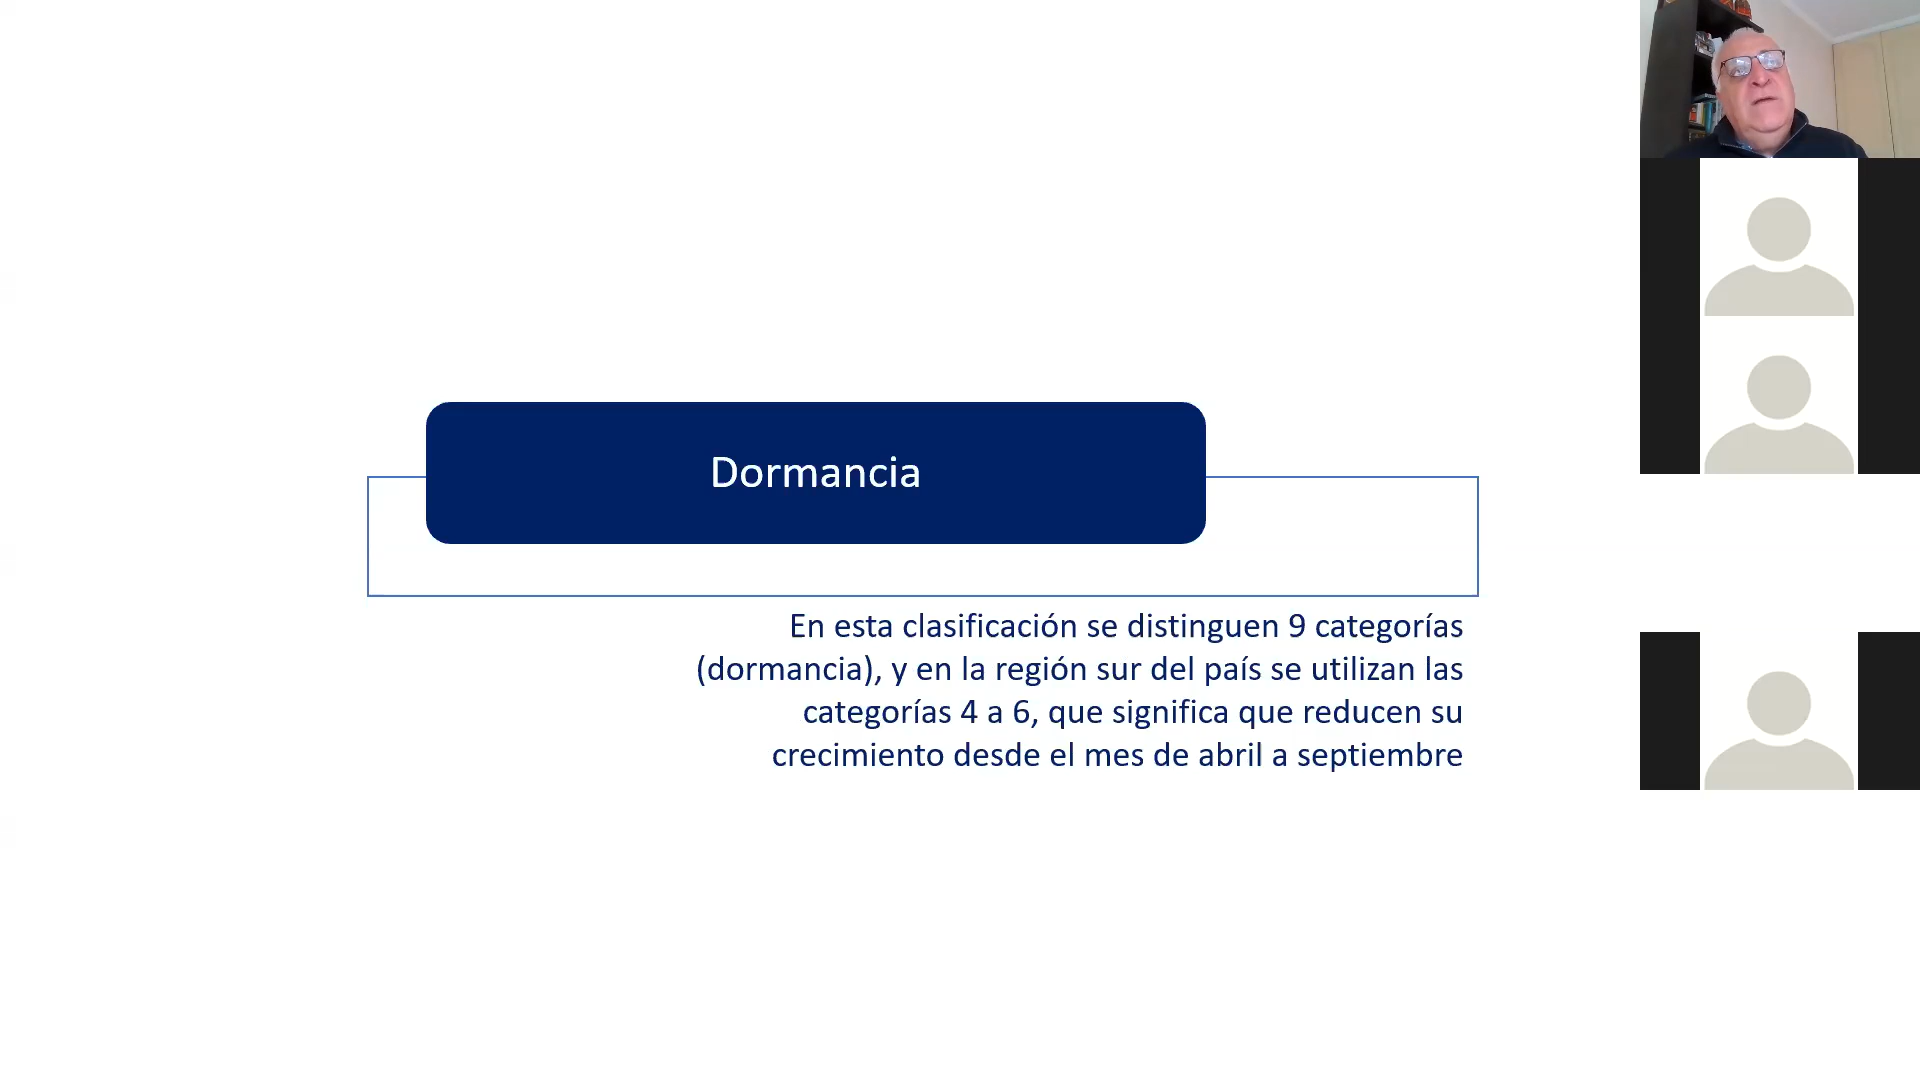 Dormancia
En esta clasificación se distinguen 9 categorías
(dormancia), y en la región sur del país se utilizan las
categorías 4 a 6, que significa que reducen su
crecimiento desde el mes de abril a septiembre